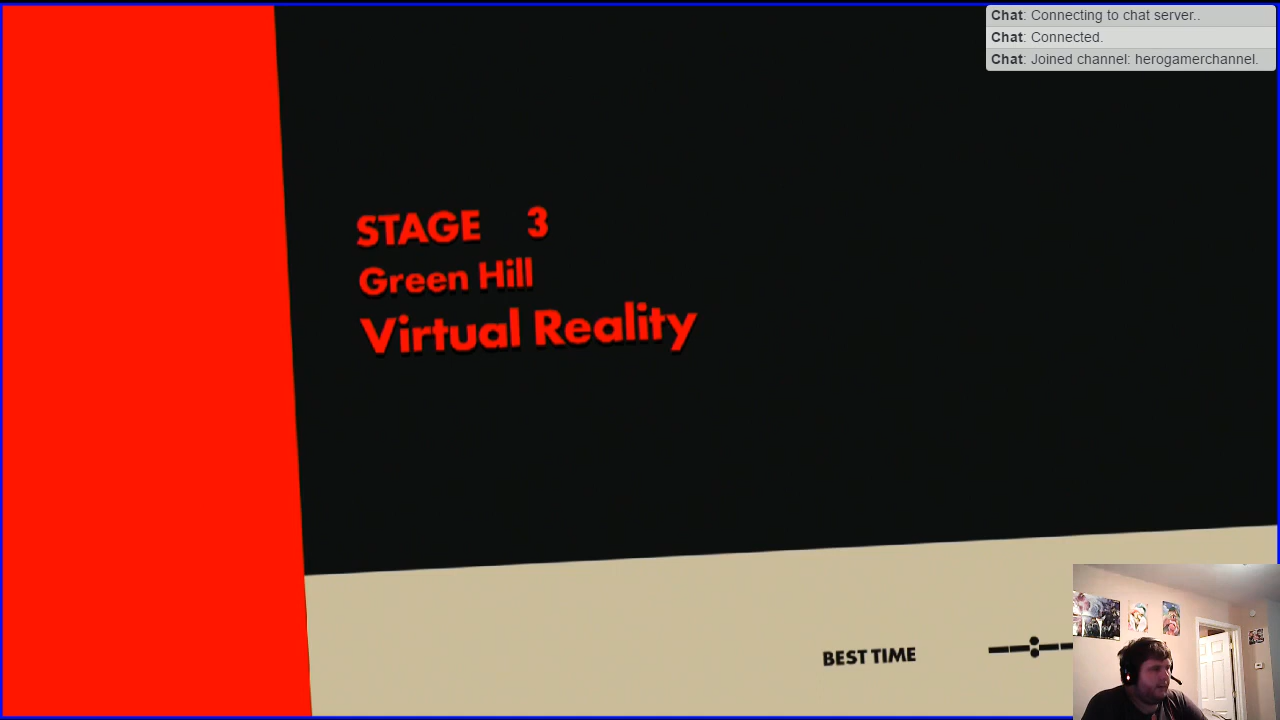 Chat: Connecting to chat server..
Chat: Connected.
Chat: Joined channel: herogamerchannel.
STAGE 3
Green Hill
Virtual Reality
BEST TIME